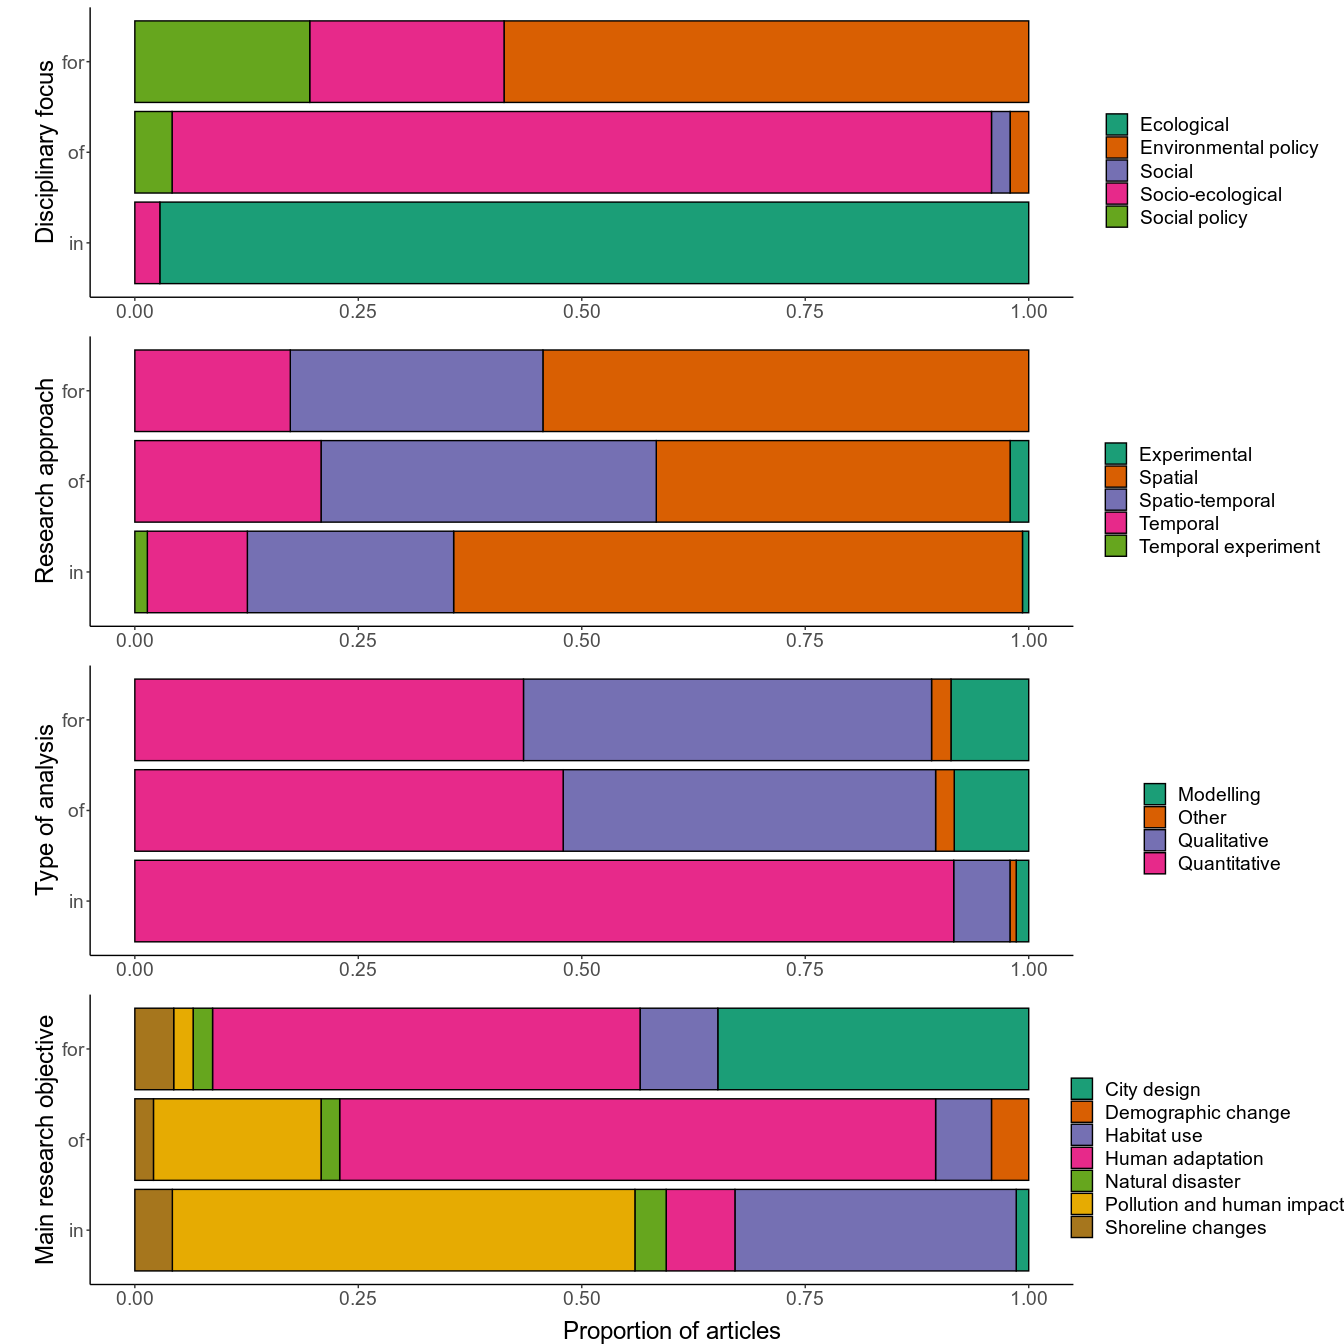 Disciplinary focus
for
of
in
0.00 0.25 0.50 0.75 1.00
Ecological
Environmental policy
Social
Socio-ecological
Social policy
Research approach
for
of
in
0.00 0.25 0.50 0.75 1.00
Experimental
Spatial
Spatio-temporal
Temporal
Temporal experiment
Type of analysis
for
of
in
0.00 0.25 0.50 0.75 1.00
Modelling
Other
Qualitative
Quantitative
Main research objective
for
of
in
0.00 0.25 0.50 0.75 1.00
City design
Demographic change
Habitat use
Human adaptation
Natural disaster
Pollution and human impact
Shoreline changes
Proportion of articles